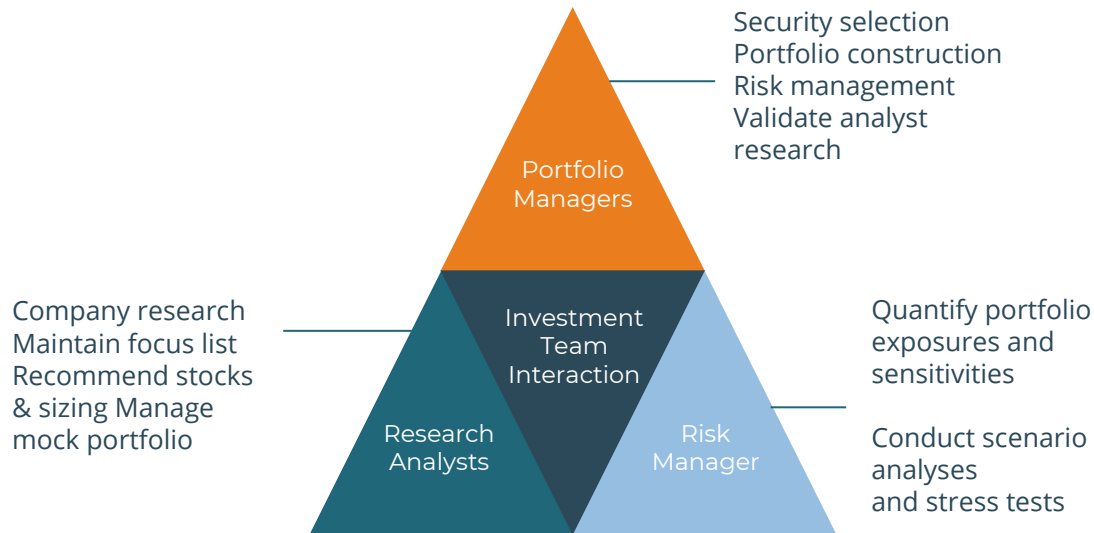 Security selection
Portfolio construction
Risk management
Validate analyst
research
Portfolio
Managers
Company research
Maintain focus list
Recommend stocks
& sizing Manage
mock portfolio
Investment
Team
Interaction
Quantify portfolio
exposures and
sensitivities
Conduct scenario
analyses
and stress tests
Research
Analysts
Risk
Manager